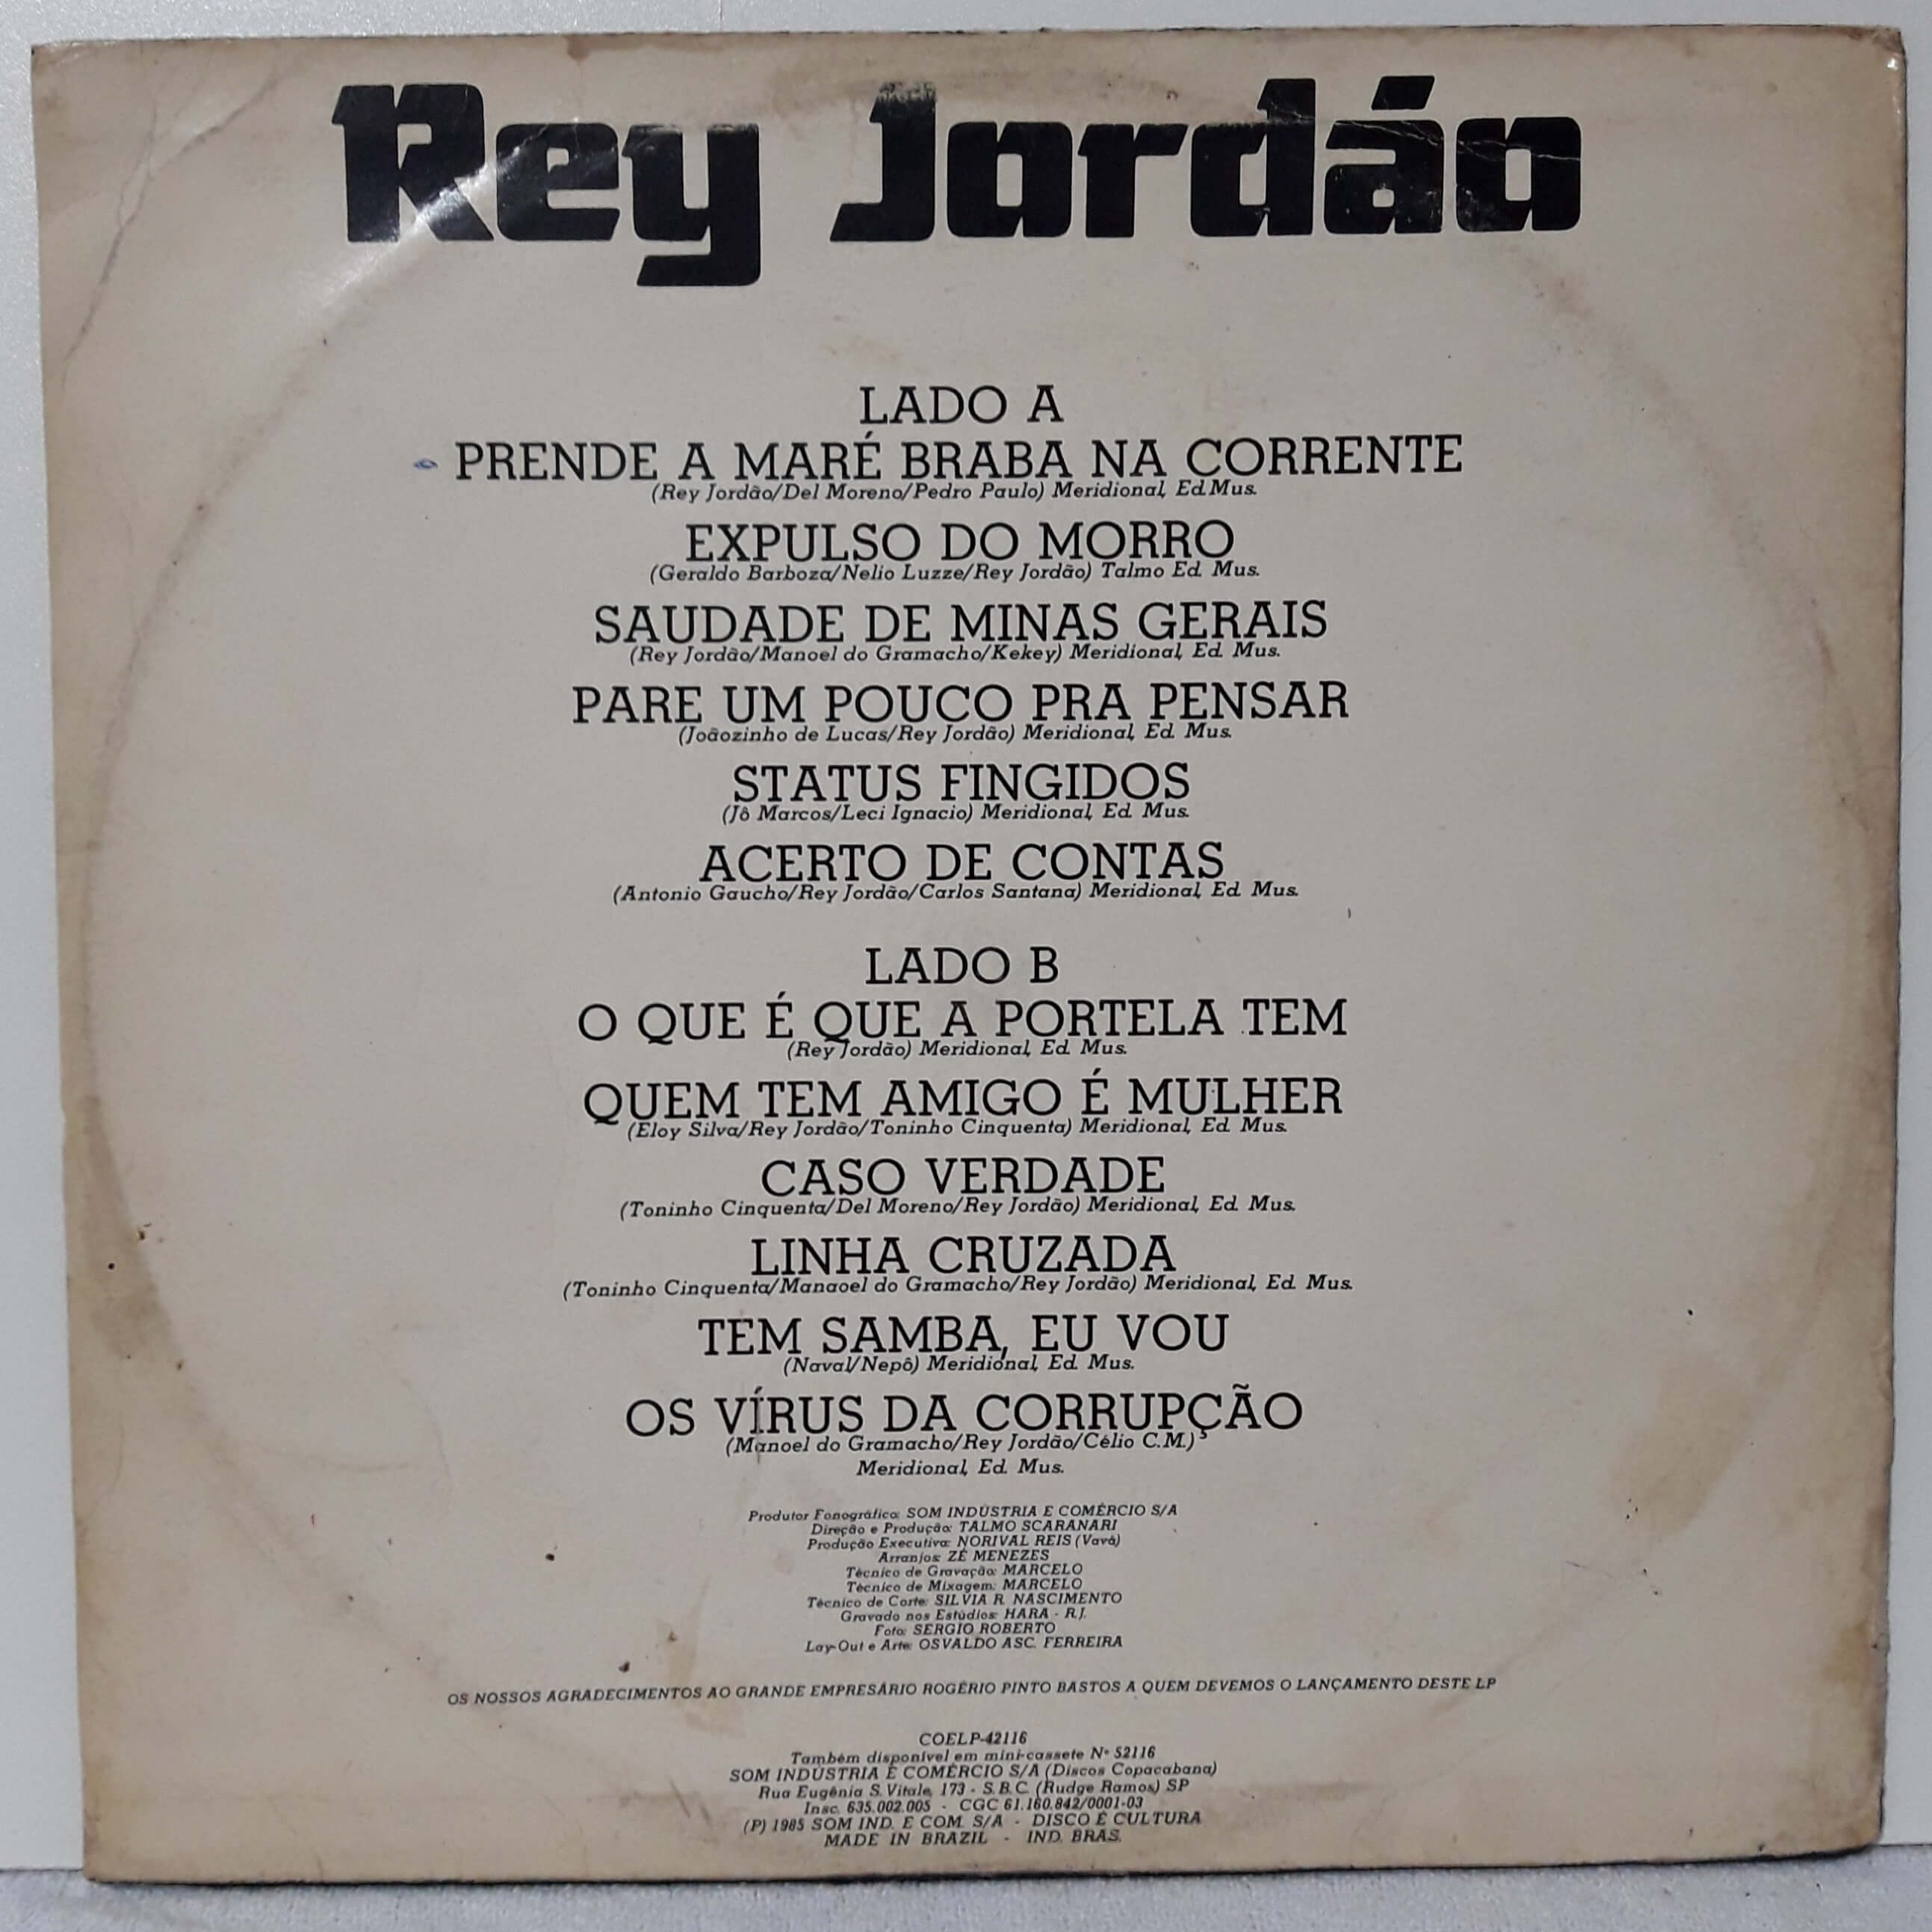 Rey Jordão
LADO A
PRENDE A MARÉ BRABA NA CORRENTE
(Rey Jordão/Del Moreno/Pedro Paulo) Meridional, Ed.Mus.
EXPULSO DO MORRO
(Geraldo Barboza/Nelio Luzze/Rey Jordão) Talmo Ed. Mus.
SAUDADE DE MINAS GERAIS
(Rey Jordão/Manoel do Gramacho/Kekey) Meridional, Ed. Mus.
PARE UM POUCO PRA PENSAR
(Joãozinho de Lucas/Rey Jordão) Meridional, Ed. Mus.
STATUS FINGIDOS
(Jô Marcos/Leci Ignacio) Meridional, Ed. Mus.
ACERTO DE CONTAS
(Antonio Gaucho/Rey Jordão/Carlos Santana) Meridional, Ed. Mus.
LADO B
O QUE É QUE A PORTELA TEM
(Rey Jordão) Meridional, Ed. Mus.
QUEM TEM AMIGO É MULHER
(Eloy Silva/Rey Jordão/Toninho Cinquenta) Meridional, Ed. Mus.
CASO VERDADE
(Toninho Cinquenta/Del Moreno/Rey Jordão) Meridional, Ed. Mus.
LINHA CRUZADA
(Toninho Cinquenta/Manaoel do Gramacho/Rey Jordão) Meridional, Ed. Mus.
TEM SAMBA, EU VOU
(Naval/Nepô) Meridional, Ed. Mus.
OS VÍRUS DA CORRUPÇÃO
(Manoel do Gramacho/Rey Jordão/Célio C.M.)
Meridional, Ed. Mus.
Produtor Fonográfico: SOM INDÚSTRIA E COMÉRCIO S/A
Direção e Produção: TALMO SCARANARI
Produção Executiva: NORIVAL REIS (Vavá)
Arranjos: ZÉ MENEZES
Técnico de Gravação: MARCELO
Técnico de Mixagem: MARCELO
Técnico de Corte: SILVIA R. NASCIMENTO
Gravado nos Estúdios: HARA - R.J.
Foto: SERGIO ROBERTO
Lay-Out e Arte: OSVALDO ASC. FERREIRA
OS NOSSOS AGRADECIMENTOS AO GRANDE EMPRESÁRIO ROGÉRIO PINTO BASTOS A QUEM DEVEMOS O LANÇAMENTO DESTE LP
COELP-42116
Também disponível em mini-cassete Nº 52116
SOM INDÚSTRIA E COMÉRCIO S/A (Discos Copacabana)
Rua Eugênia S. Vitale, 173 - S.B.C. (Rudge Ramos) SP
Insc. 635.002.005 - CGC 61.160.842/0001-03
(P) 1985 SOM IND. E COM. S/A - DISCO É CULTURA
MADE IN BRAZIL - IND. BRAS.